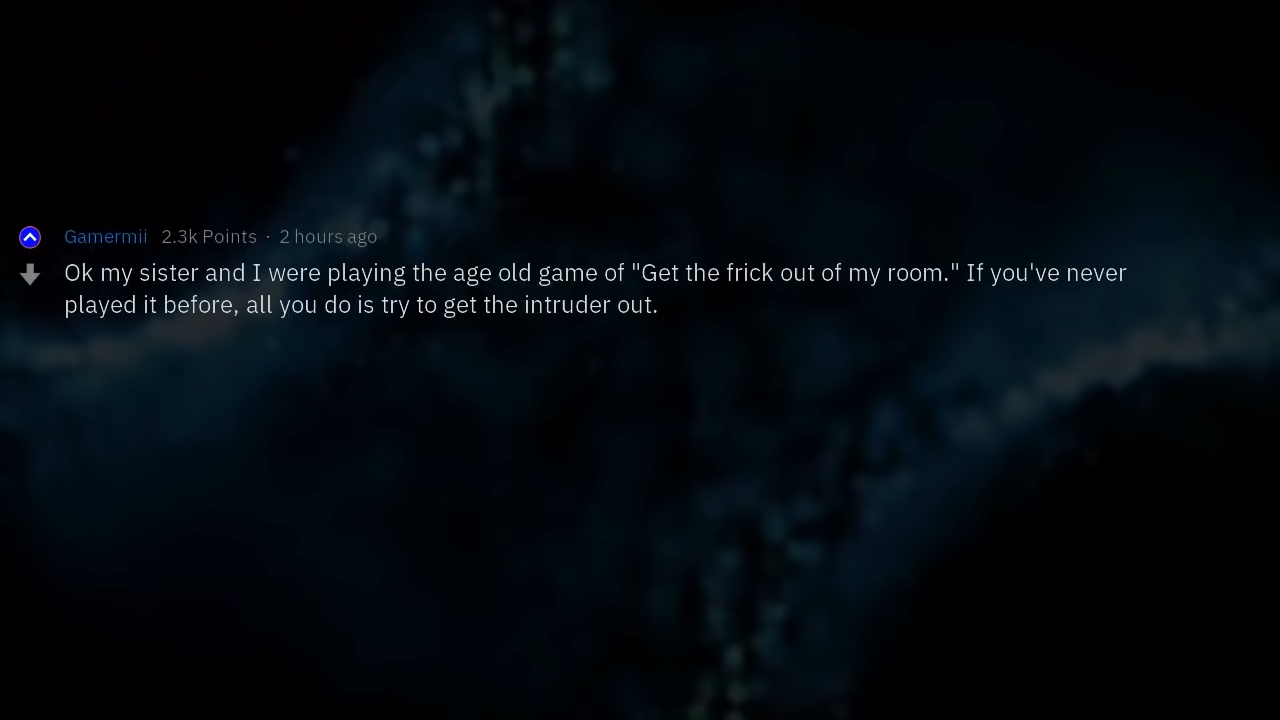 Gamermii 2.3k Points · 2 hours ago
Ok my sister and I were playing the age old game of "Get the frick out of my room." If you've never
played it before, all you do is try to get the intruder out.